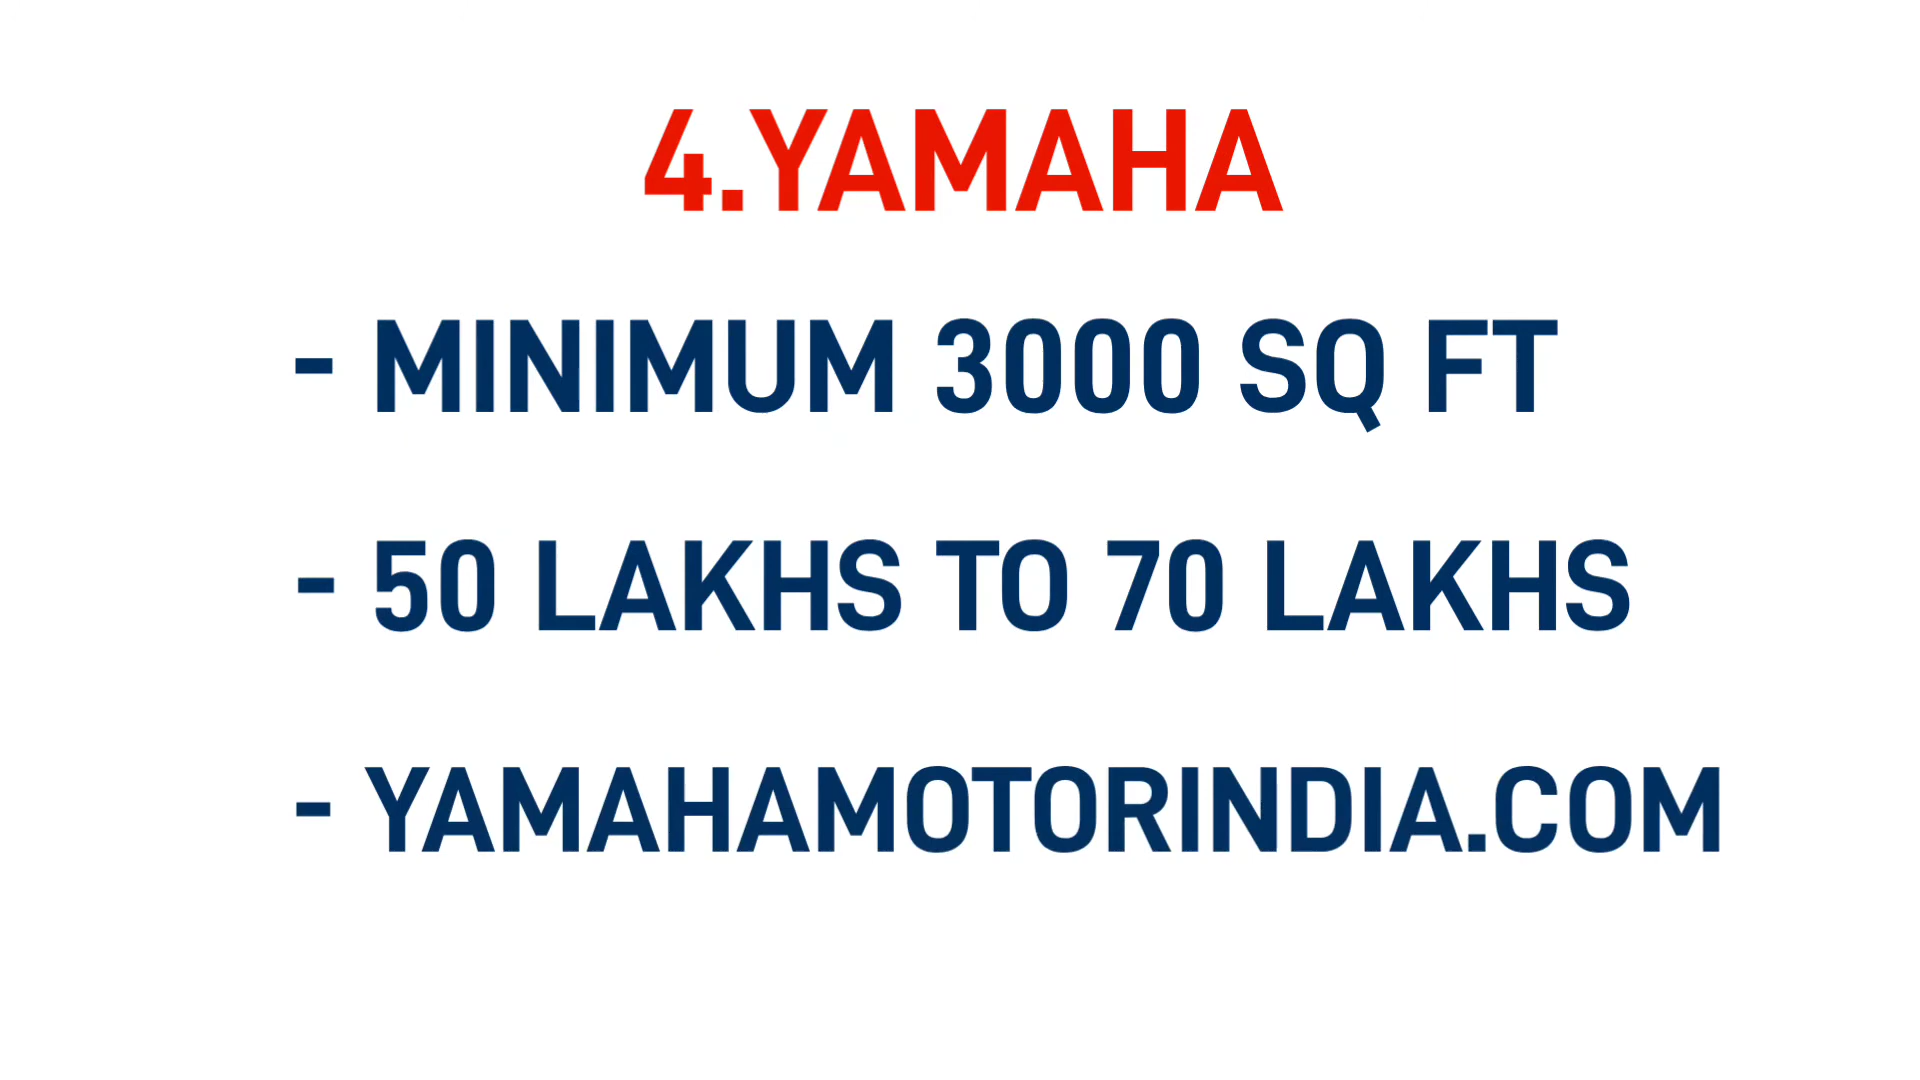 4.YAMAHA
- MINIMUM 3000 SQ FT
- 50 LAKHS TO 70 LAKHS
- YAMAHAMOTORINDIA.COM